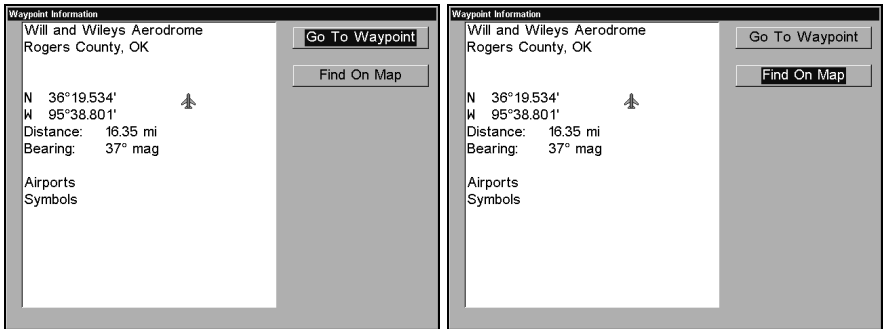 Waypoint Information
Will and Wileys Aerodrome
Rogers County, OK
N 36°19.534'
W 95°38.801'
Distance: 16.35 mi
Bearing: 37° mag
Airports
Symbols
Go To Waypoint
Find On Map
Waypoint Information
Will and Wileys Aerodrome
Rogers County, OK
N 36°19.534'
W 95°38.801'
Distance: 16.35 mi
Bearing: 37° mag
Airports
Symbols
Go To Waypoint
Find On Map